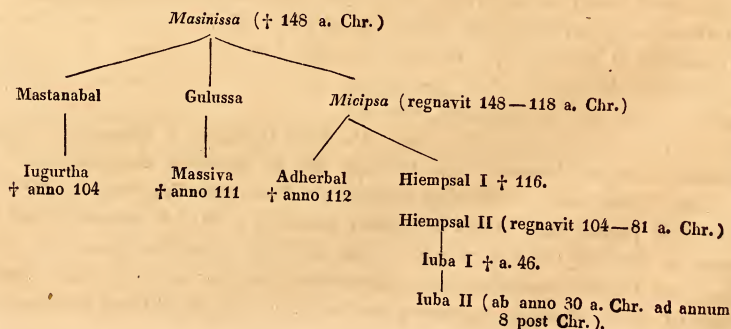 Masinissa († 148 a. Chr.)
Mastanabal Gulussa Micipsa (regnavit 148—118 a. Chr.)
Iugurtha Massiva Adherbal Hiempsal I † 116.
† anno 104 † anno 111 † anno 112
Hiempsal II (regnavit 104—81 a. Chr.)
Iuba I † a. 46.
Iuba II (ab anno 30 a. Chr. ad annum
8 post Chr.).